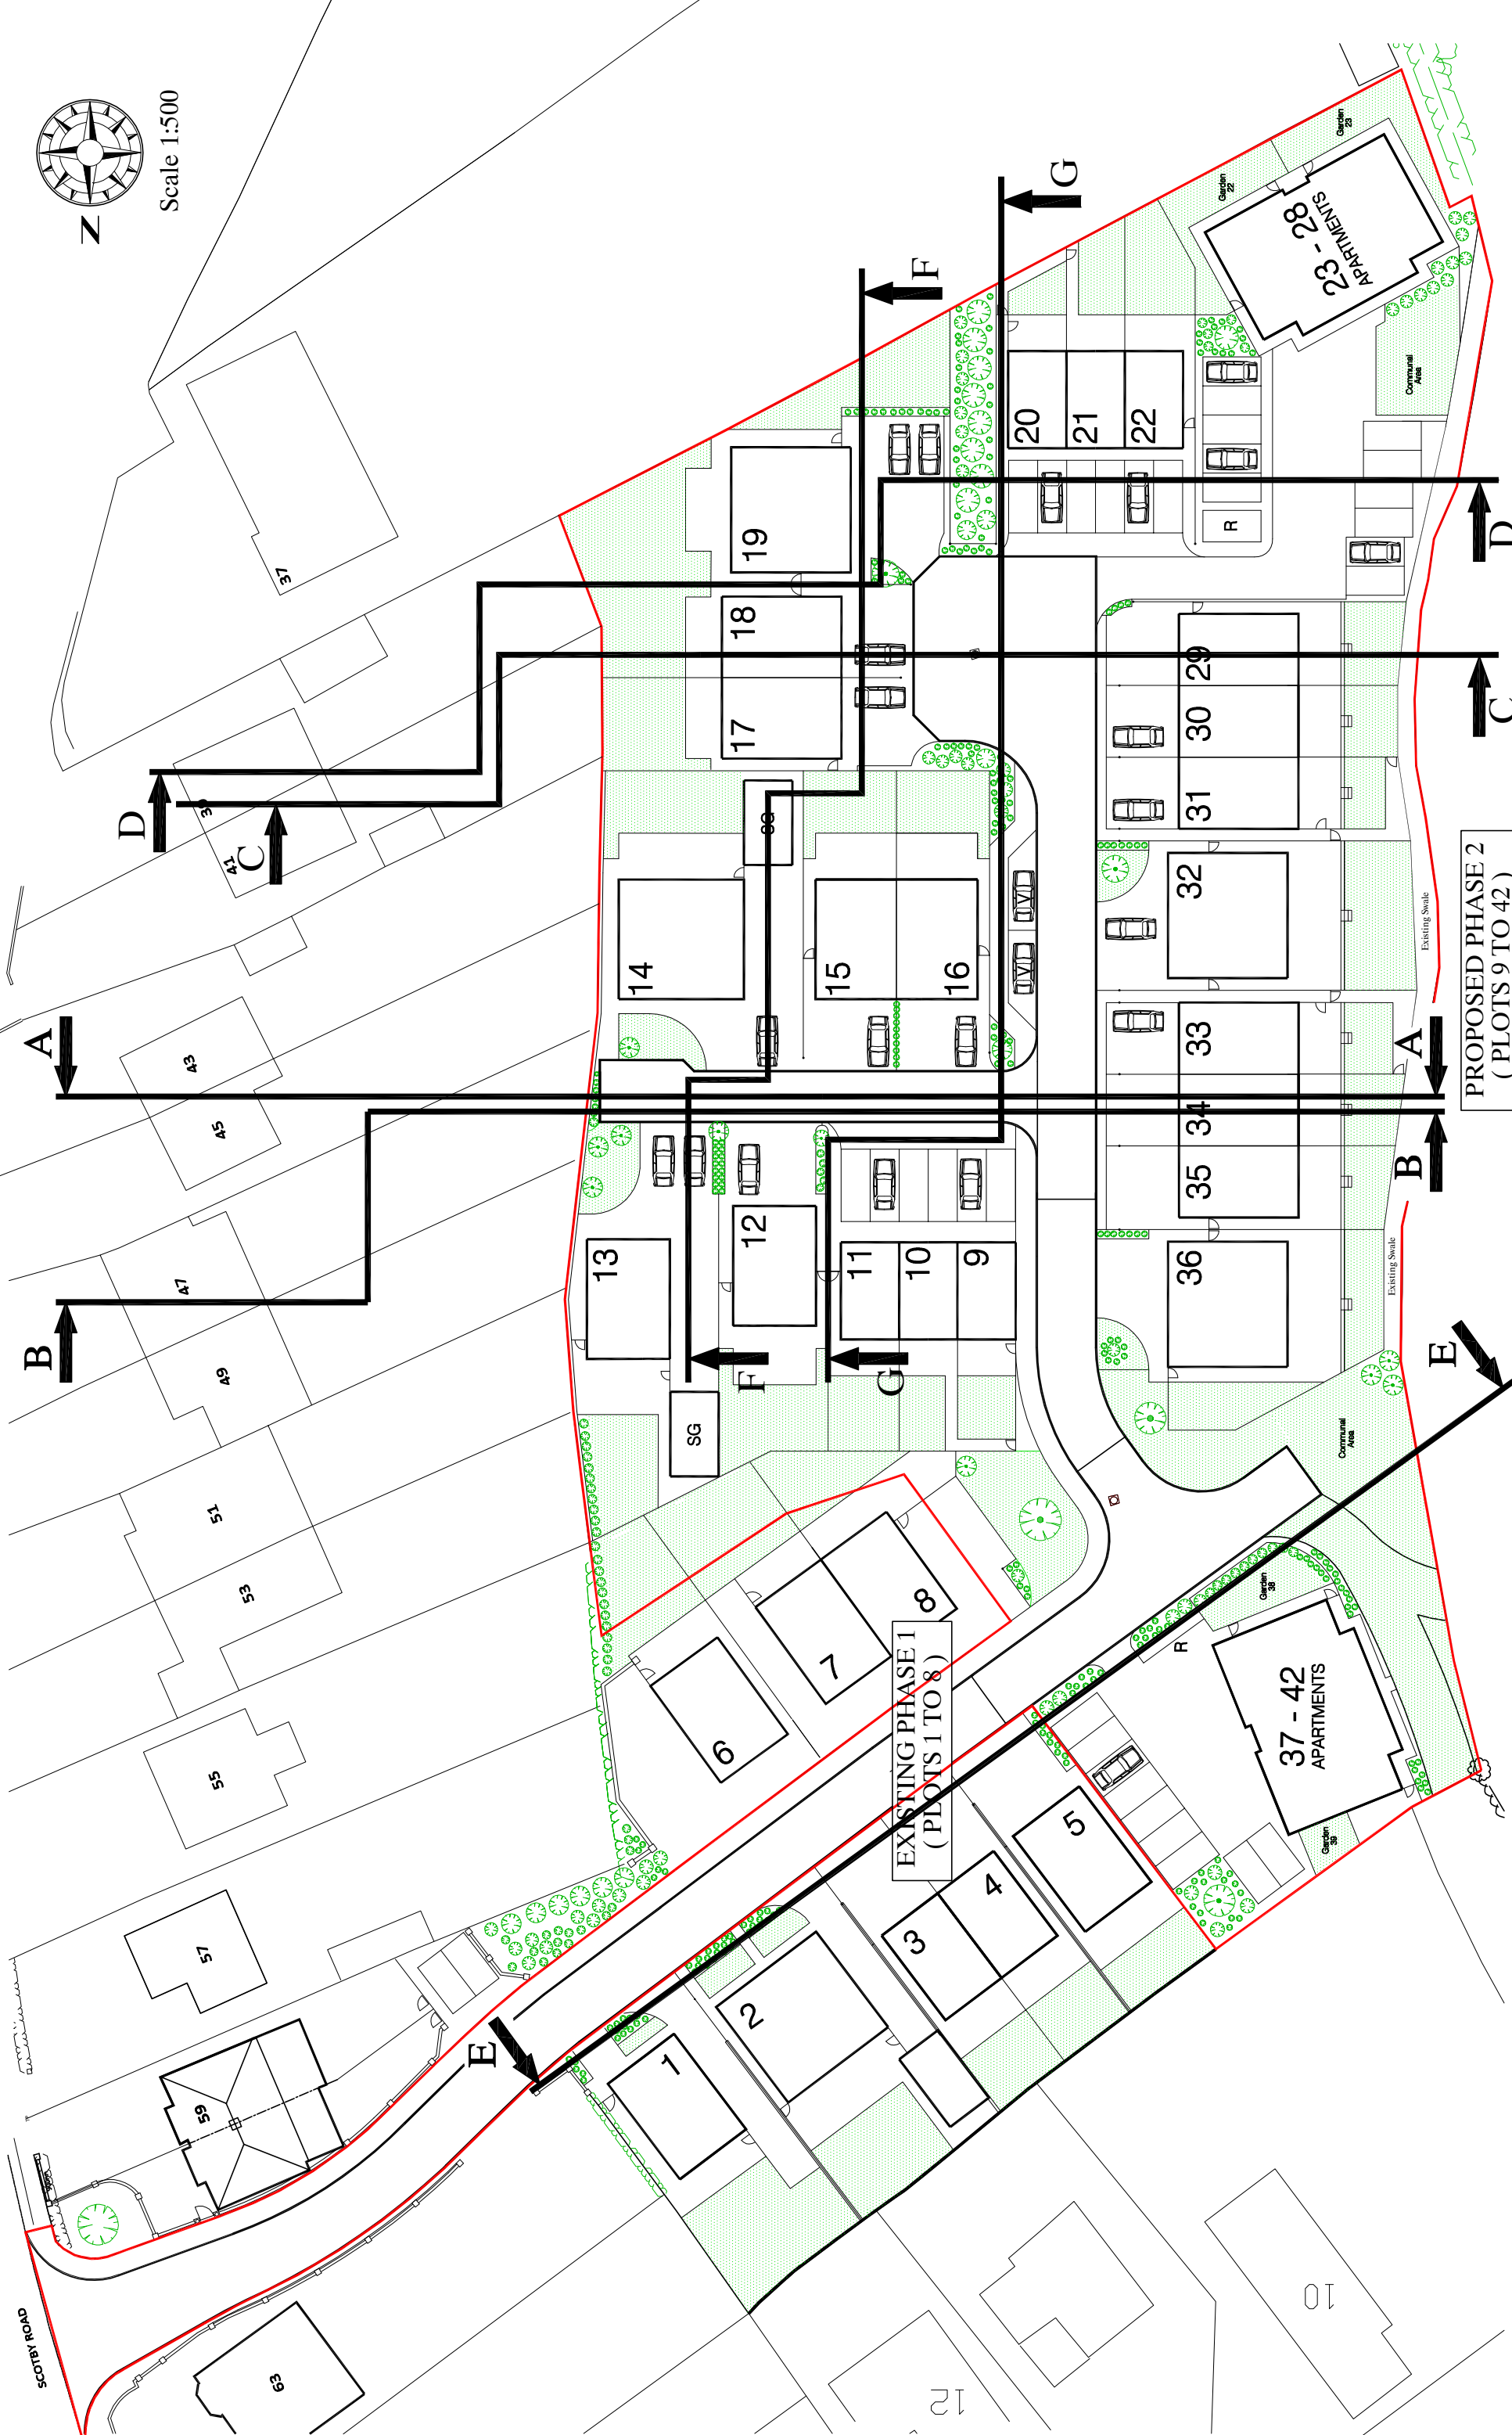 N
Scale 1:500
SCOTBY ROAD
63
59
57
55
53
51
49
47
45
43
41
39
37
A
B
C
D
E
F
G
A
B
C
D
E
F
G
1
2
3
4
5
6
7
8
EXISTING PHASE 1
( PLOTS 1 TO 8 )
9
10
11
12
13
SG
14
15
16
SG
17
18
19
20
21
22
V
V
R
23 - 28
APARTMENTS
Garden
22
Garden
23
Communal
Area
29
30
31
32
33
34
35
36
Existing Swale
Existing Swale
Communal
Area
PROPOSED PHASE 2
( PLOTS 9 TO 42 )
37 - 42
APARTMENTS
Garden
38
Garden
39
R
10
12